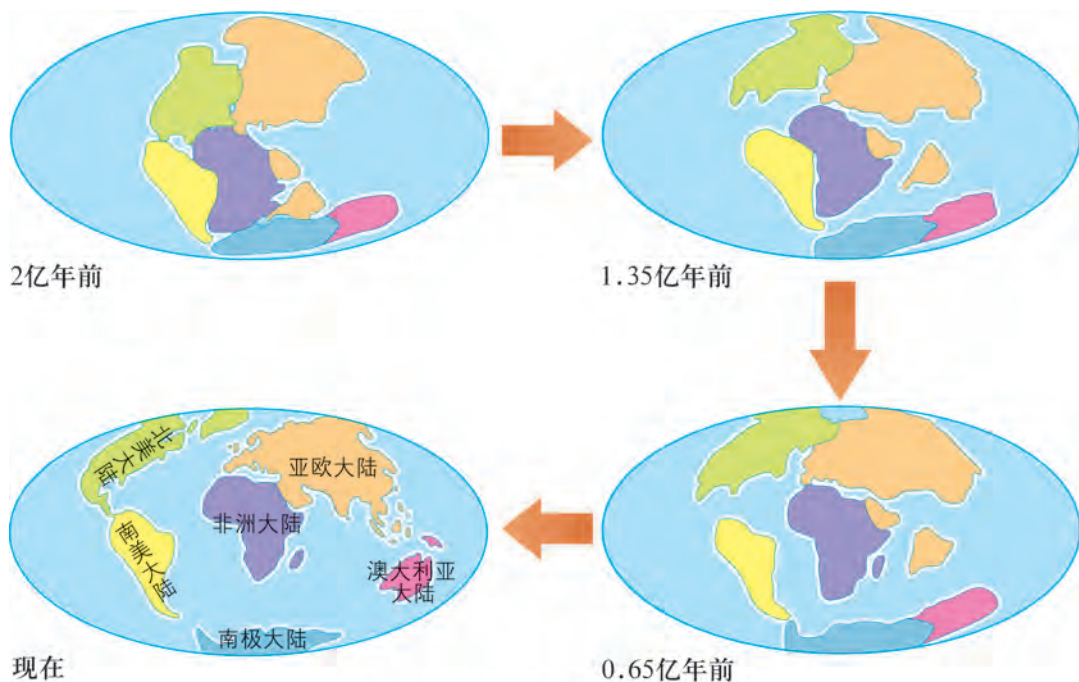 2亿年前
1.35亿年前
0.65亿年前
现在
北美大陆
亚欧大陆
非洲大陆
南美大陆
澳大利亚
大陆
南极大陆